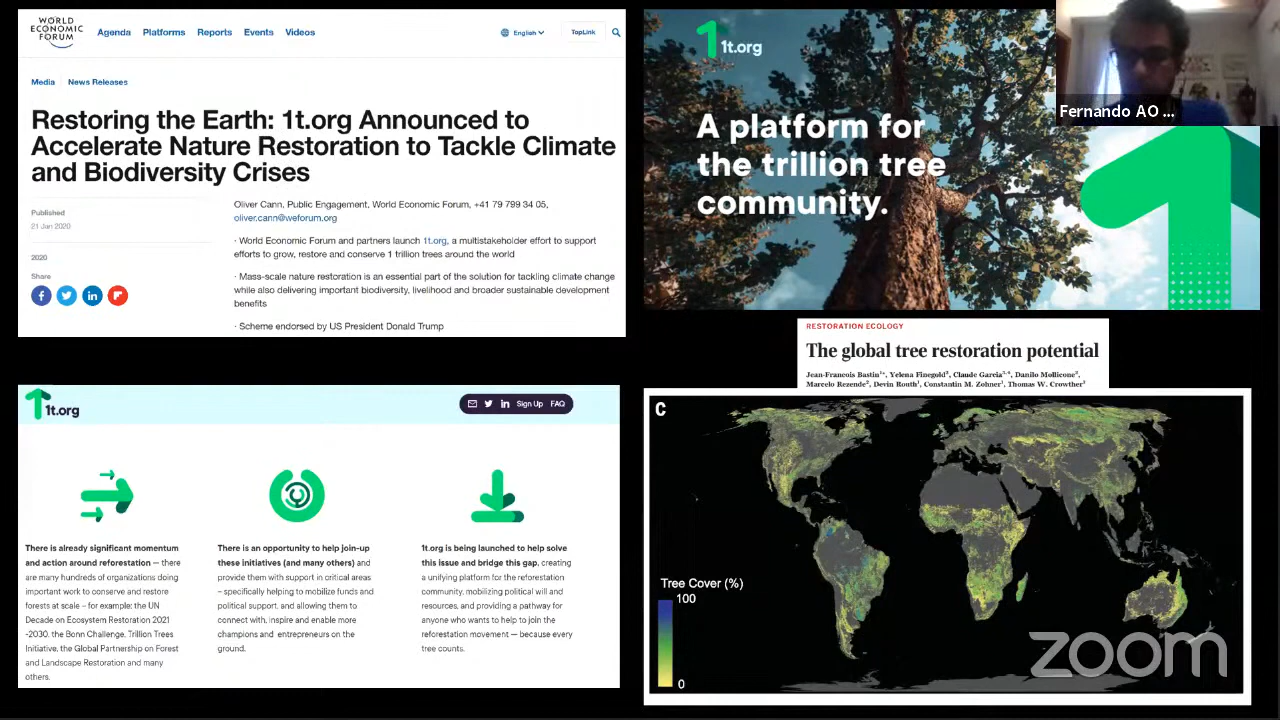 WORLD
ECONOMIC
FORUM
Agenda Platforms Reports Events Videos
English
TopLink
Media News Releases
Restoring the Earth: 1t.org Announced to
Accelerate Nature Restoration to Tackle Climate
and Biodiversity Crises
Published
21 Jan 2020
2020
Share
Oliver Cann, Public Engagement, World Economic Forum, +41 79 799 34 05,
oliver.cann@weforum.org
· World Economic Forum and partners launch 1t.org, a multistakeholder effort to support
efforts to grow, restore and conserve 1 trillion trees around the world
· Mass-scale nature restoration is an essential part of the solution for tackling climate change
while also delivering important biodiversity, livelihood and broader sustainable development
benefits
· Scheme endorsed by US President Donald Trump
1t.org
A platform for
the trillion tree
community.
Fernando AO ...
1t.org
Sign Up FAQ
There is already significant momentum
and action around reforestation — there
are many hundreds of organizations doing
important work to conserve and restore
forests at scale – for example: the UN
Decade on Ecosystem Restoration 2021
-2030, the Bonn Challenge, Trillion Trees
Initiative, the Global Partnership on Forest
and Landscape Restoration and many
others.
There is an opportunity to help join-up
these initiatives (and many others) and
provide them with support in critical areas
– specifically helping to mobilize funds and
political support, and allowing them to
connect with, inspire and enable more
champions and entrepreneurs on the
ground.
1t.org is being launched to help solve
this issue and bridge this gap, creating
a unifying platform for the reforestation
community, mobilizing political will and
resources, and providing a pathway for
anyone who wants to help to join the
reforestation movement — because every
tree counts.
RESTORATION ECOLOGY
The global tree restoration potential
Jean-Francois Bastin¹*, Yelena Finegold², Claude Garcia³,⁴, Danilo Mollicone²,
Marcelo Rezende², Devin Routh¹, Constantin M. Zohner¹, Thomas W. Crowther¹
C
Tree Cover (%)
100
0
zoom